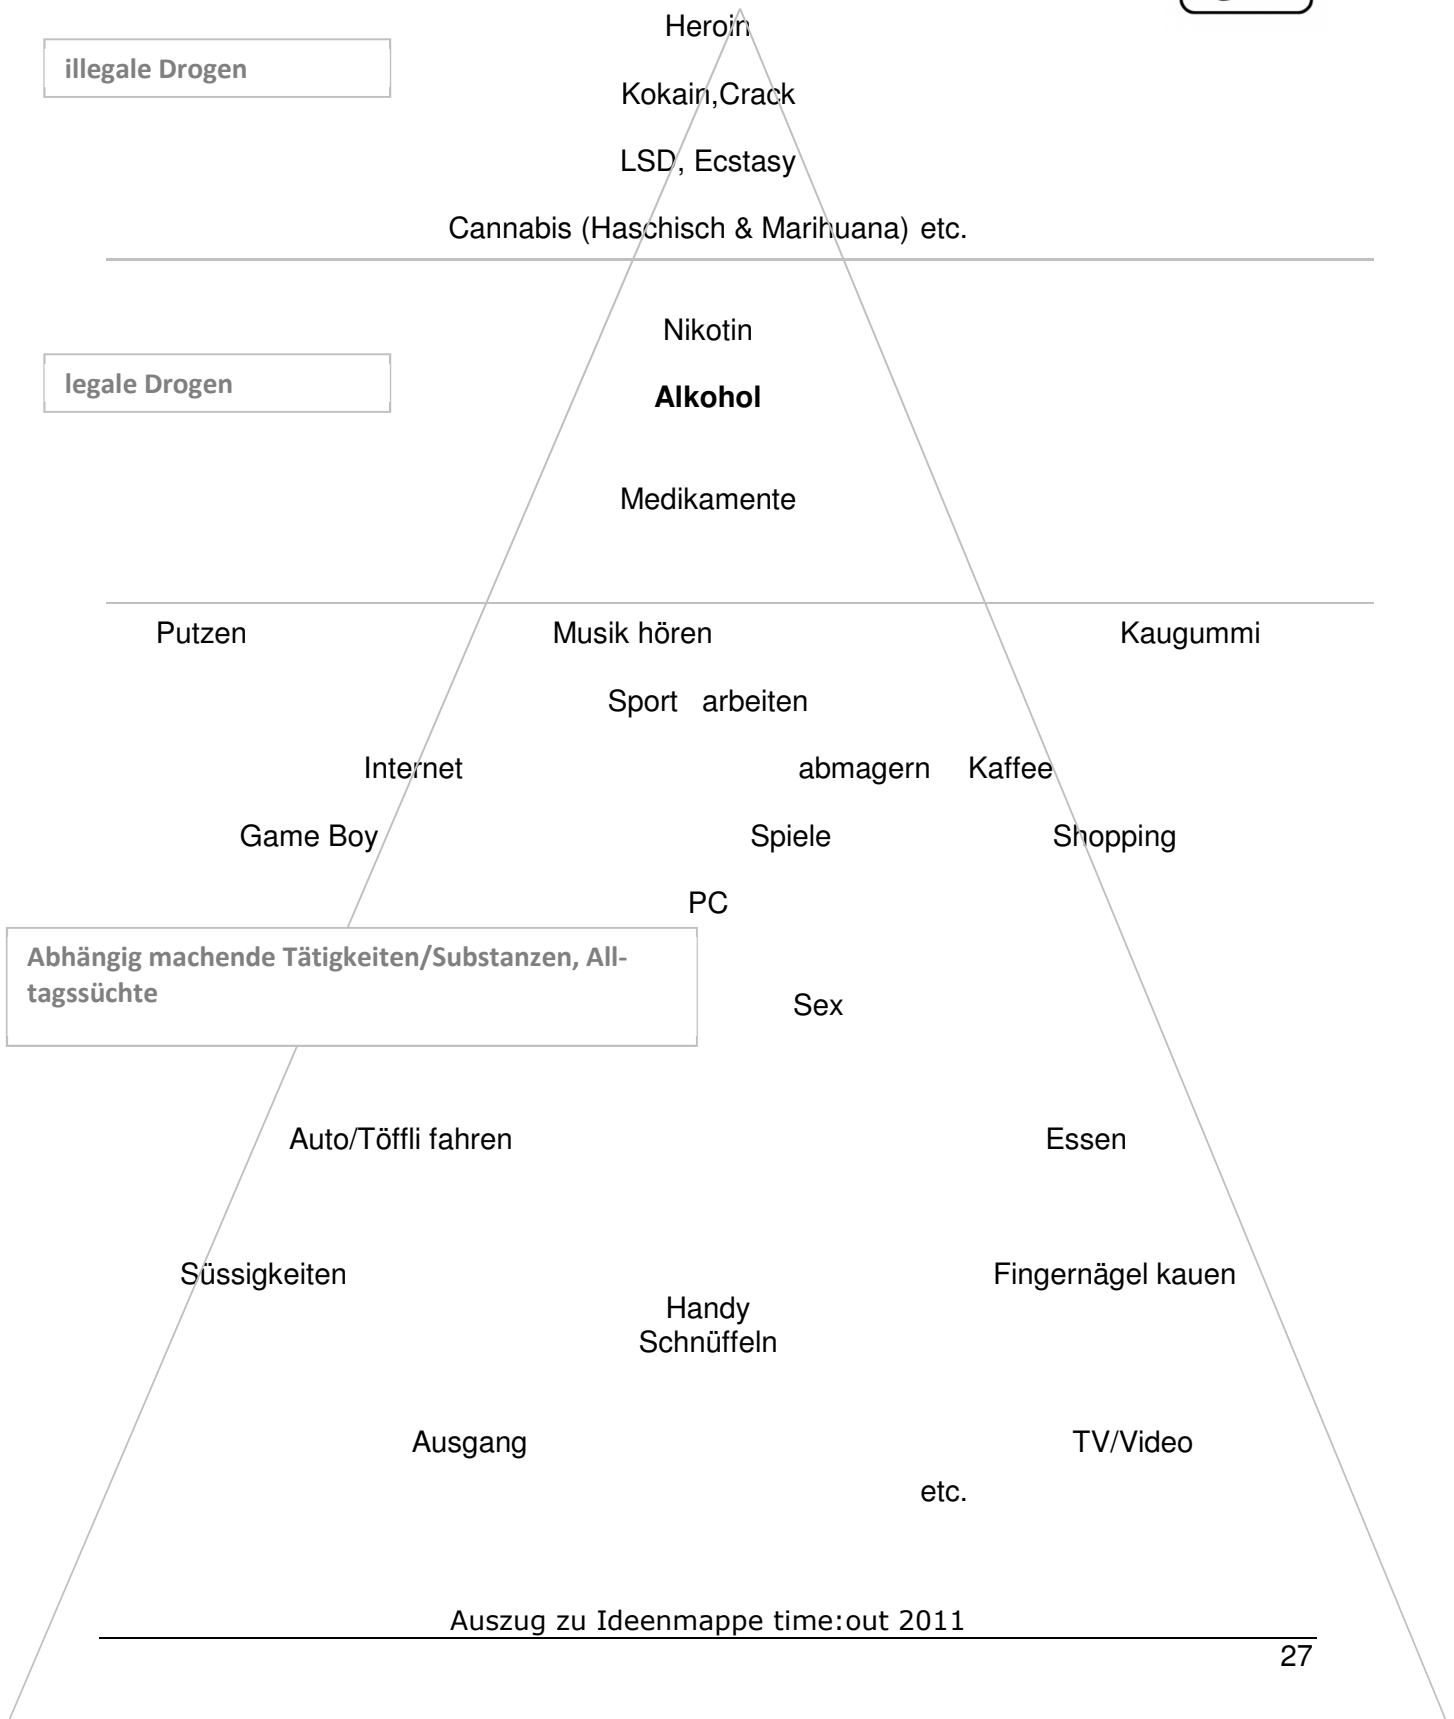 Heroin
illegale Drogen
Kokain,Crack
LSD, Ecstasy
Cannabis (Haschisch & Marihuana) etc.
Nikotin
legale Drogen
Alkohol
Medikamente
Putzen Musik hören Kaugummi
Sport arbeiten
Internet abmagern Kaffee
Game Boy Spiele Shopping
PC
Abhängig machende Tätigkeiten/Substanzen, All-
tagssüchte
Sex
Auto/Töffli fahren Essen
Süssigkeiten Fingernägel kauen
Handy
Schnüffeln
Ausgang TV/Video
etc.
Auszug zu Ideenmappe time:out 2011
27